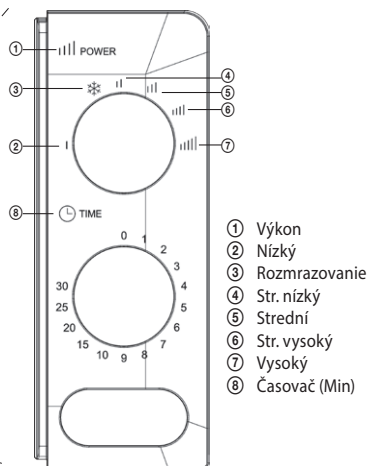 ① POWER
④
③
⑤
⑥
② ⑦
⑧ TIME
0 1
2
3
30 4
25 5
20 6
15 7
10 9 8
① Výkon
② Nízký
③ Rozmrazovanie
④ Str. nízký
⑤ Strední
⑥ Str. vysoký
⑦ Vysoký
⑧ Časovač (Min)